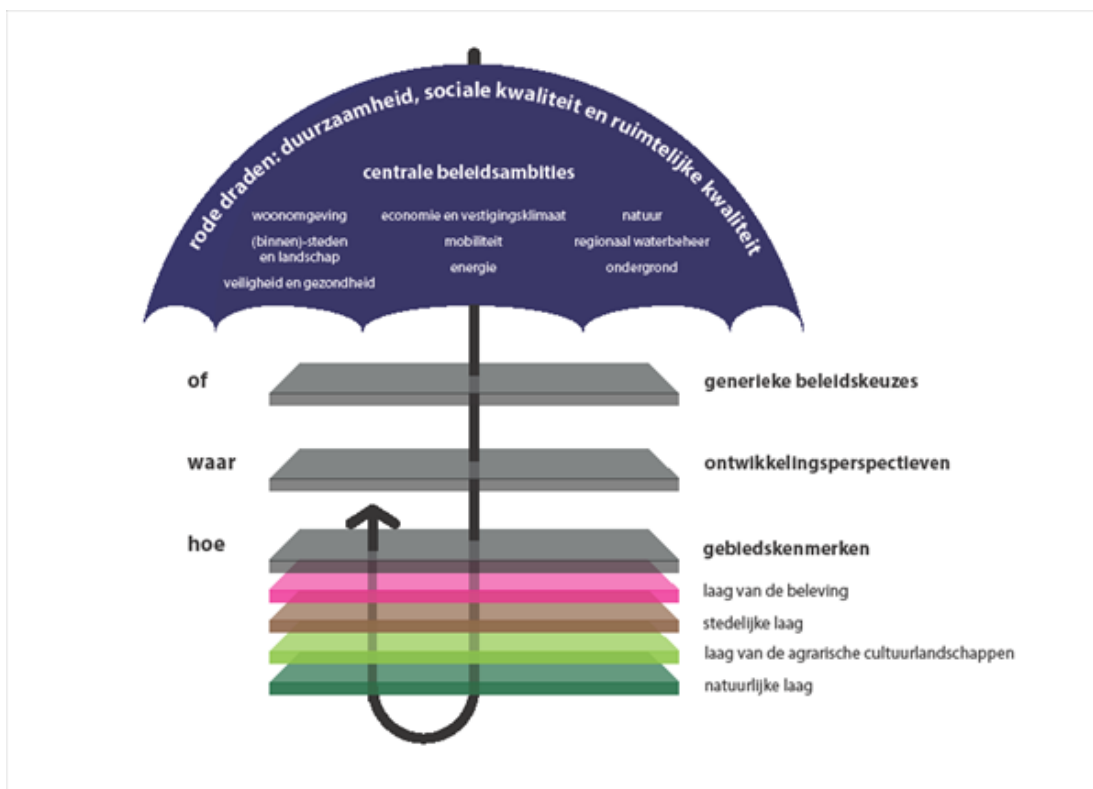 rode draden: duurzaamheid, sociale kwaliteit en ruimtelijke kwaliteit
centrale beleidsambities
woonomgeving
(binnen)-steden
en landschap
veiligheid en gezondheid
economie en vestigingsklimaat
mobiliteit
energie
natuur
regionaal waterbeheer
ondergrond
of
generieke beleidskeuzes
waar
ontwikkelingsperspectieven
hoe
gebiedskenmerken
laag van de beleving
stedelijke laag
laag van de agrarische cultuurlandschappen
natuurlijke laag